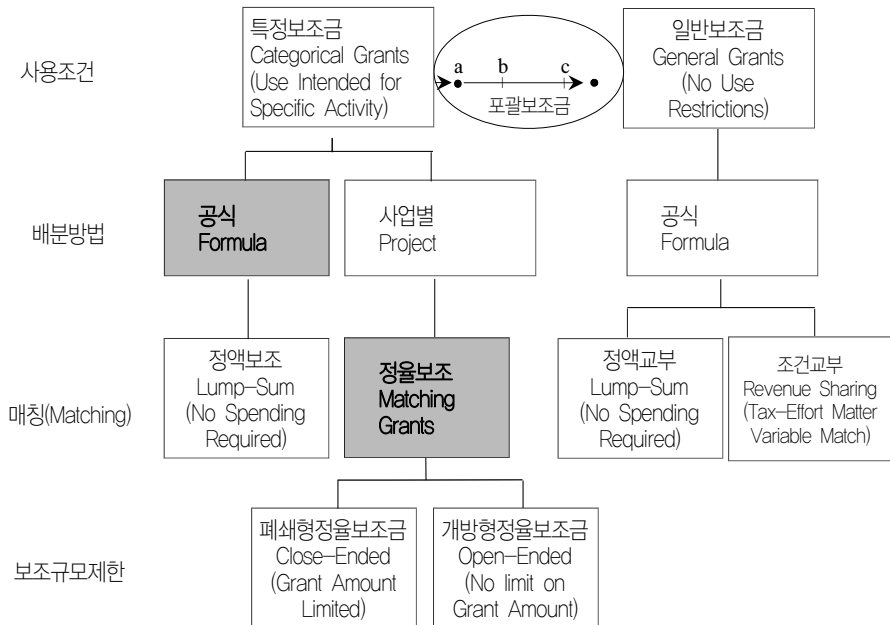 사용조건
특정보조금
Categorical Grants
(Use Intended for
Specific Activity)
a b c
포괄보조금
일반보조금
General Grants
(No Use
Restrictions)
배분방법
공식
Formula
사업별
Project
공식
Formula
매칭(Matching)
정액보조
Lump-Sum
(No Spending
Required)
정율보조
Matching
Grants
정액교부
Lump-Sum
(No Spending
Required)
조건교부
Revenue Sharing
(Tax-Effort Matter
Variable Match)
보조규모제한
폐쇄형정율보조금
Close-Ended
(Grant Amount
Limited)
개방형정율보조금
Open-Ended
(No limit on
Grant Amount)